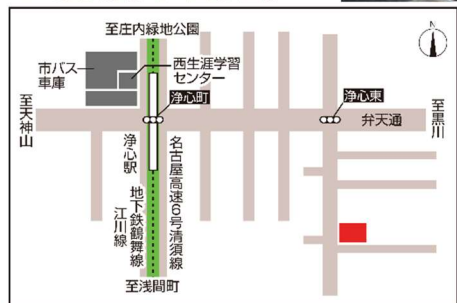 至庄内緑地公園
N
市バス
車庫
西生涯学習
センター
浄心町
浄心東
至天神山
至黒川
弁天通
浄心駅
名古屋高速6号清須線
地下鉄鶴舞線
江川線
至浅間町